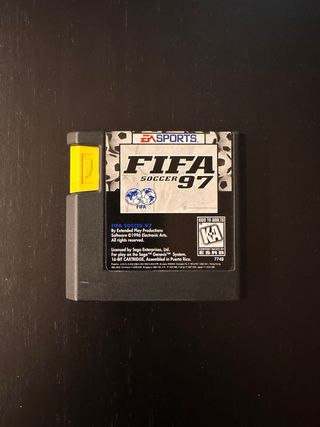 EA SPORTS
FIFA
SOCCER 97
FIFA
FIFA SOCCER 97
By Extended Play Productions
Software ©1996 Electronic Arts.
All rights reserved.
KIDS TO ADULTS
K-A
ESRB
Licensed by Sega Enterprises, Ltd.
For play on the Sega™ Genesis™ System.
16-BIT CARTRIDGE, Assembled in Puerto Rico.
7748